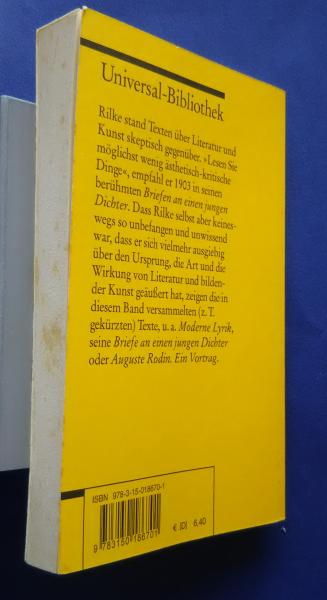 Universal-Bibliothek
Rilke stand Texten über Literatur und
Kunst skeptisch gegenüber. »Lesen Sie
möglichst wenig ästhetisch-kritische
Dinge«, empfahl er 1903 in seinen
berühmten Briefen an einen jungen
Dichter. Dass Rilke selbst aber keines-
wegs so unbefangen und unwissend
war, dass er sich vielmehr ausgiebig
über den Ursprung, die Art und die
Wirkung von Literatur und bilden-
der Kunst geäußert hat, zeigen die in
diesem Band versammelten (z. T.
gekürzten) Texte, u. a. Moderne Lyrik,
seine Briefe an einen jungen Dichter
oder Auguste Rodin. Ein Vortrag.
ISBN 978-3-15-018670-1
9 783150 186701
€ [D] 6,40